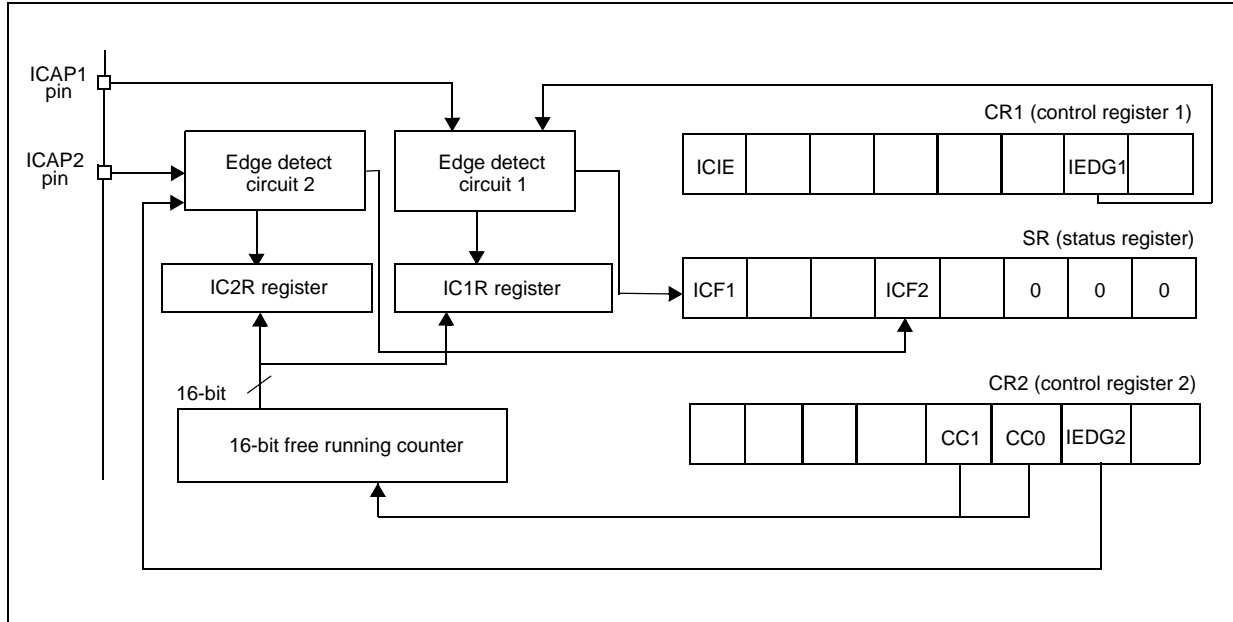 ICAP1
pin
ICAP2
pin
Edge detect
circuit 2
Edge detect
circuit 1
IC2R register
IC1R register
16-bit
16-bit free running counter
CR1 (control register 1)
ICIE IEDG1
SR (status register)
ICF1 ICF2 0 0 0
CR2 (control register 2)
CC1 CC0 IEDG2